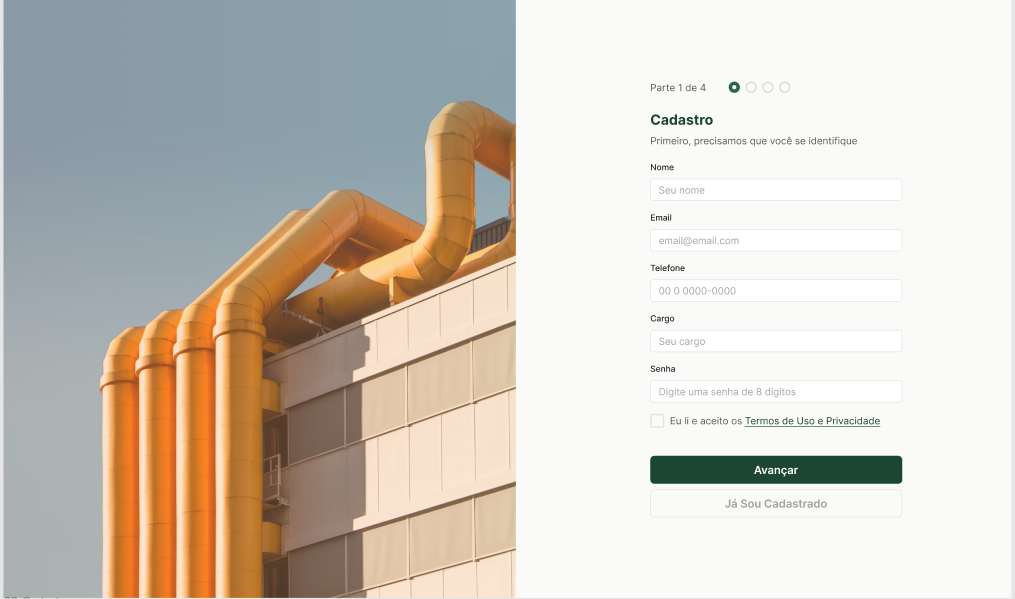 Parte 1 de 4
Cadastro
Primeiro, precisamos que você se identifique
Nome
Seu nome
Email
email@email.com
Telefone
00 0 0000-0000
Cargo
Seu cargo
Senha
Digite uma senha de 8 dígitos
Eu li e aceito os Termos de Uso e Privacidade
Avançar
Já Sou Cadastrado